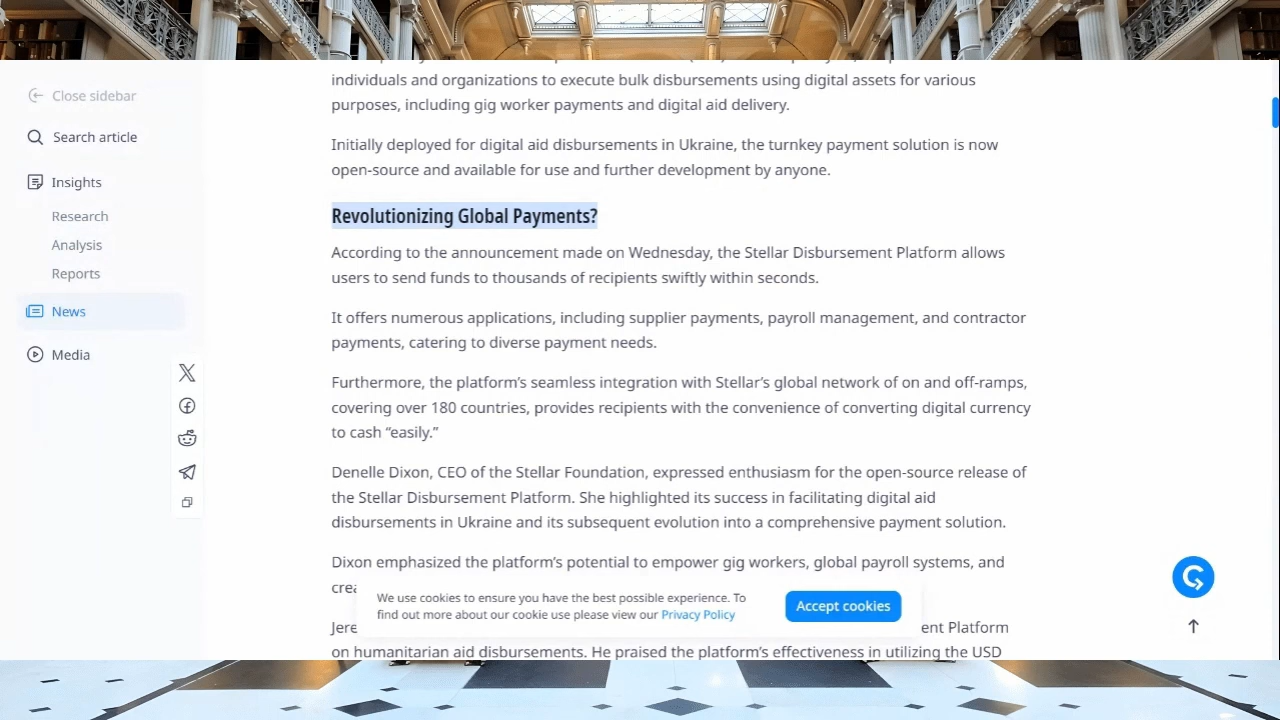 Close sidebar
Search article
Insights
Research
Analysis
Reports
News
Media
individuals and organizations to execute bulk disbursements using digital assets for various
purposes, including gig worker payments and digital aid delivery.
Initially deployed for digital aid disbursements in Ukraine, the turnkey payment solution is now
open-source and available for use and further development by anyone.
Revolutionizing Global Payments?
According to the announcement made on Wednesday, the Stellar Disbursement Platform allows
users to send funds to thousands of recipients swiftly within seconds.
It offers numerous applications, including supplier payments, payroll management, and contractor
payments, catering to diverse payment needs.
Furthermore, the platform’s seamless integration with Stellar’s global network of on and off-ramps,
covering over 180 countries, provides recipients with the convenience of converting digital currency
to cash “easily.”
Denelle Dixon, CEO of the Stellar Foundation, expressed enthusiasm for the open-source release of
the Stellar Disbursement Platform. She highlighted its success in facilitating digital aid
disbursements in Ukraine and its subsequent evolution into a comprehensive payment solution.
Dixon emphasized the platform’s potential to empower gig workers, global payroll systems, and
We use cookies to ensure you have the best possible experience. To
find out more about our cookie use please view our Privacy Policy
Accept cookies
Platform
on humanitarian aid disbursements. He praised the platform’s effectiveness in utilizing the USD